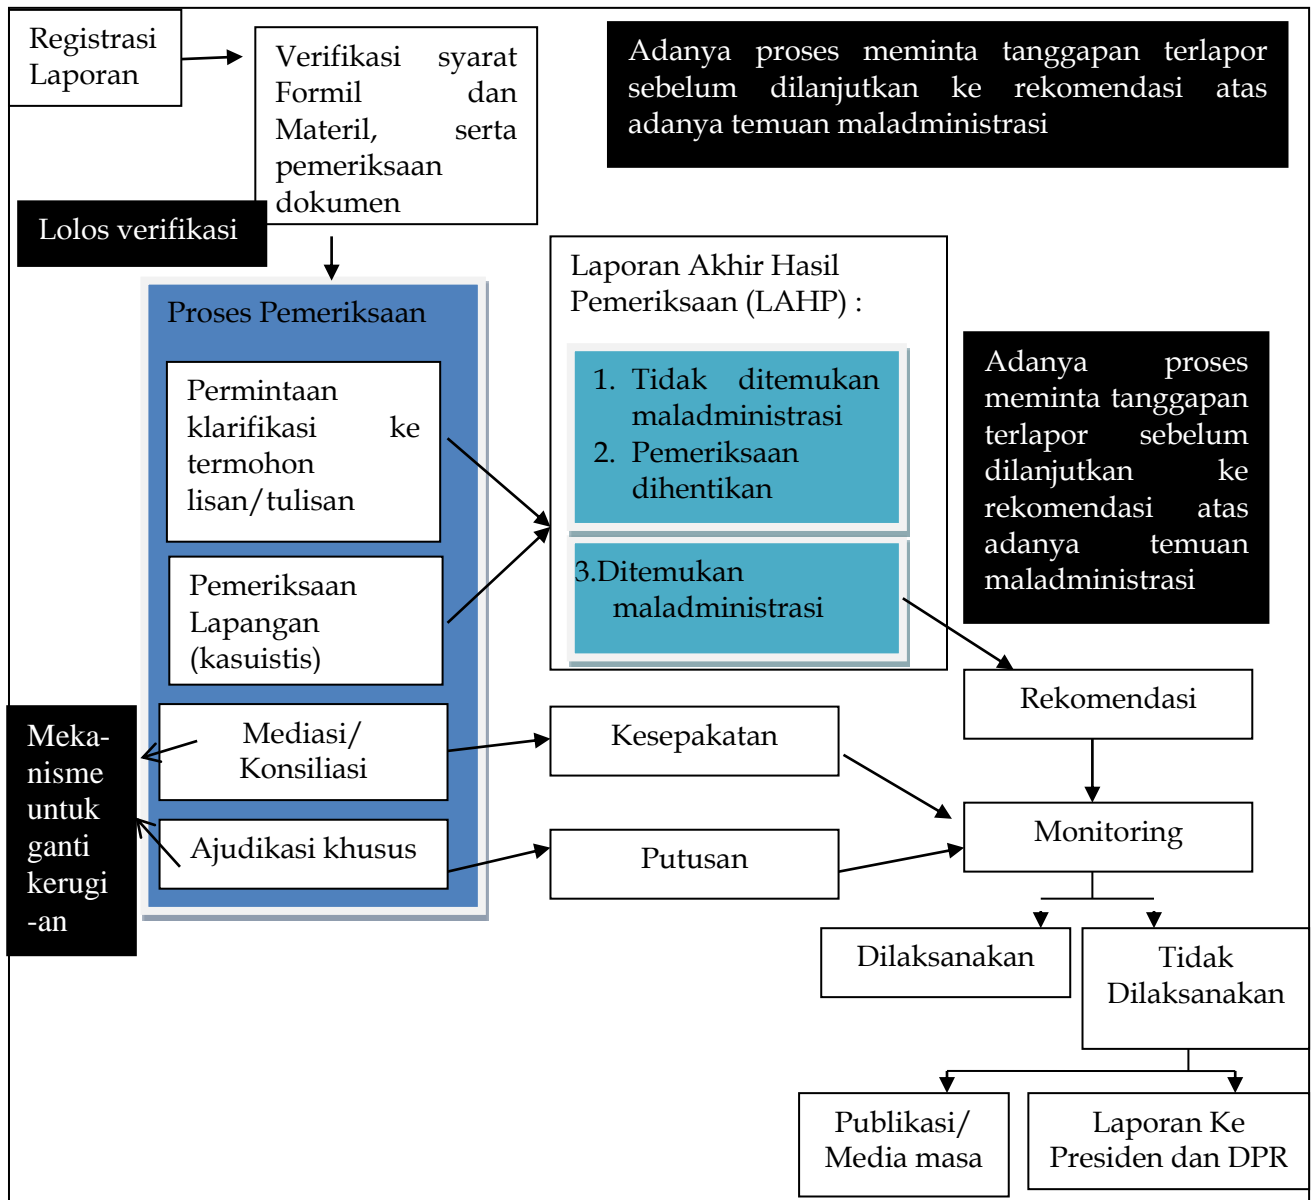 Registrasi
Laporan
Verifikasi syarat
Formil dan
Materil, serta
pemeriksaan
dokumen
Adanya proses meminta tanggapan terlapor
sebelum dilanjutkan ke rekomendasi atas
adanya temuan maladministrasi
Lolos verifikasi
Proses Pemeriksaan
Permintaan
klarifikasi ke
termohon
lisan/tulisan
Pemeriksaan
Lapangan
(kasuistis)
Mediasi/
Konsiliasi
Ajudikasi khusus
Meka-
nisme
untuk
ganti
kerugi
-an
Laporan Akhir Hasil
Pemeriksaan (LAHP) :
1. Tidak ditemukan
maladministrasi
2. Pemeriksaan
dihentikan
3.Ditemukan
maladministrasi
Adanya proses
meminta tanggapan
terlapor sebelum
dilanjutkan ke
rekomendasi atas
adanya temuan
maladministrasi
Rekomendasi
Kesepakatan
Putusan
Monitoring
Dilaksanakan
Tidak
Dilaksanakan
Publikasi/
Media masa
Laporan Ke
Presiden dan DPR